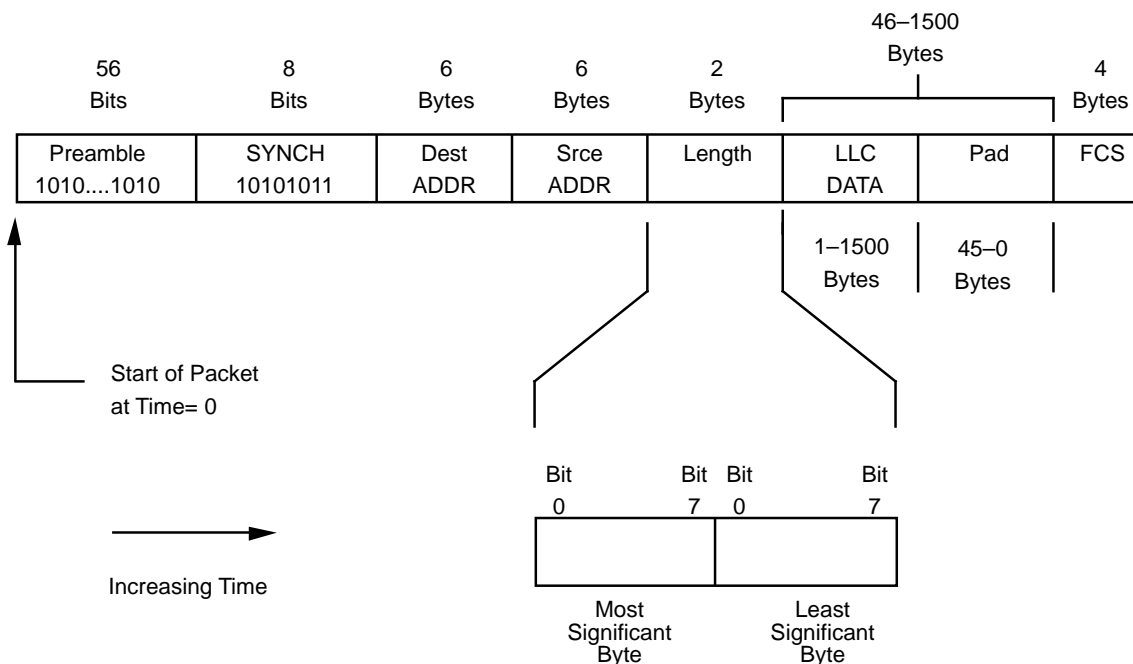 46–1500
Bytes
56 8 6 6 2 4
Bits Bits Bytes Bytes Bytes Bytes
Preamble SYNCH Dest Srce Length LLC Pad FCS
1010....1010 10101011 ADDR ADDR DATA
1–1500 45–0
Bytes Bytes
Start of Packet
at Time= 0
Bit Bit Bit Bit
0 7 0 7
Increasing Time
Most Least
Significant Significant
Byte Byte